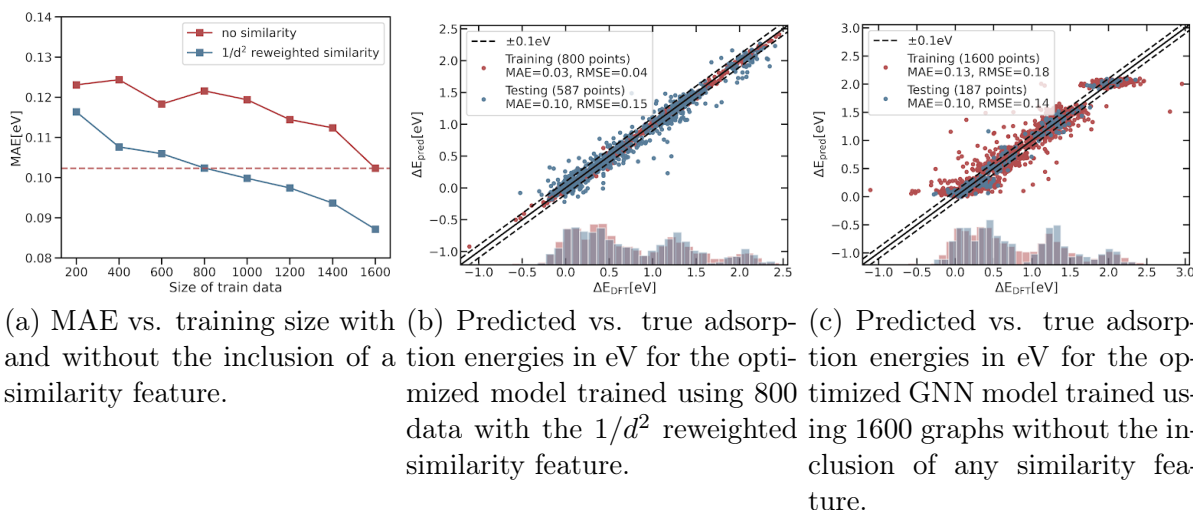 0.14
0.13
0.12
0.11
0.10
0.09
0.08
MAE[eV]
no similarity
1/d² reweighted similarity
200 400 600 800 1000 1200 1400 1600
Size of train data
2.5
2.0
1.5
1.0
0.5
0.0
−0.5
−1.0
ΔE_pred[eV]
±0.1eV
Training (800 points)
MAE=0.03, RMSE=0.04
Testing (587 points)
MAE=0.10, RMSE=0.15
−1.0 −0.5 0.0 0.5 1.0 1.5 2.0 2.5
ΔE_DFT[eV]
3.0
2.5
2.0
1.5
1.0
0.5
0.0
−0.5
−1.0
ΔE_pred[eV]
±0.1eV
Training (1600 points)
MAE=0.13, RMSE=0.18
Testing (187 points)
MAE=0.10, RMSE=0.14
−1.0 −0.5 0.0 0.5 1.0 1.5 2.0 2.5 3.0
ΔE_DFT[eV]
(a) MAE vs. training size with
and without the inclusion of a
similarity feature.
(b) Predicted vs. true adsorp-
tion energies in eV for the opti-
mized model trained using 800
data with the 1/d² reweighted
similarity feature.
(c) Predicted vs. true adsorp-
tion energies in eV for the op-
timized GNN model trained us-
ing 1600 graphs without the in-
clusion of any similarity fea-
ture.